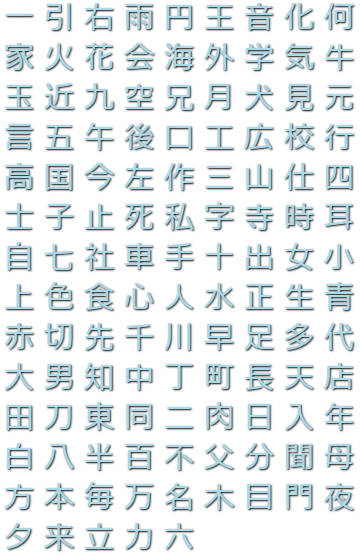 一引右雨円王音化何
家火花会海外学気牛
玉近九空兄月犬見元
言五午後口工広校行
高国今左作三山仕四
士子止死私字寺時耳
自七社車手十出女小
上色食心人水正生青
赤切先千川早足多代
大男知中丁町長天店
田刀東同二肉日入年
白八半百不父分聞母
方本毎万名木目門夜
夕来立力六